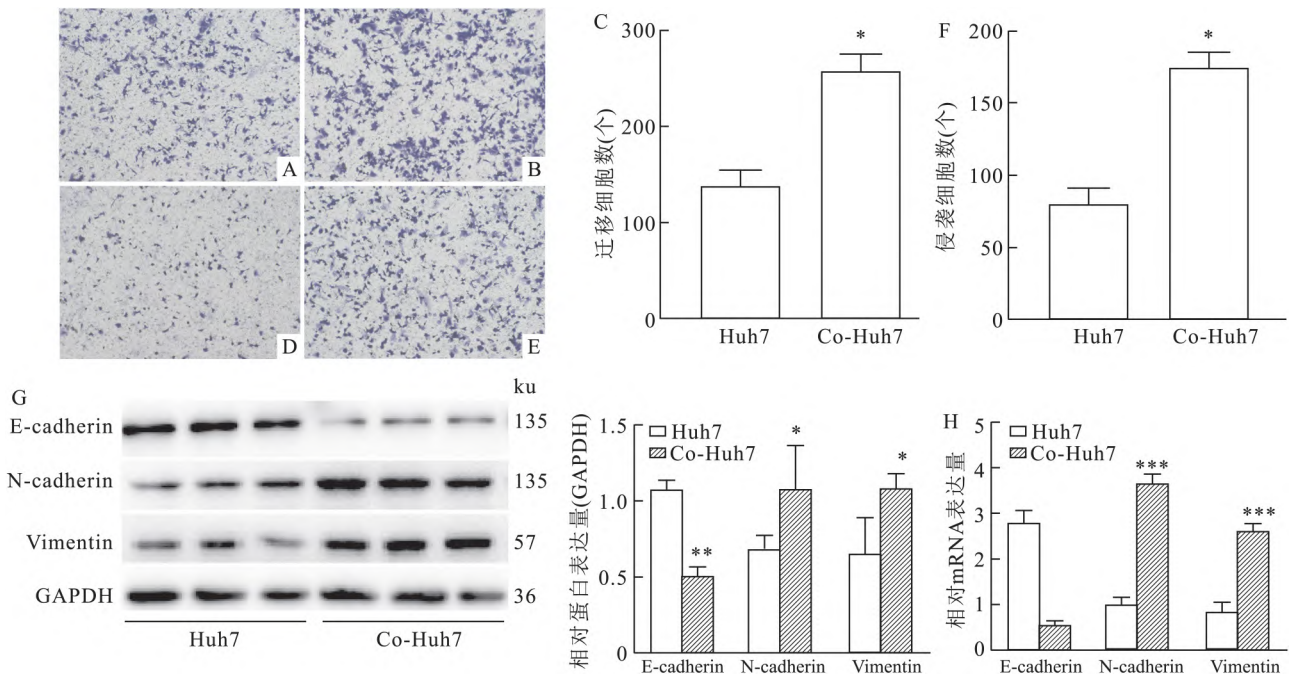 A
B
D
E
C
300
200
100
0
迁移细胞数(个)
*
Huh7
Co-Huh7
F
200
150
100
50
0
侵袭细胞数(个)
*
Huh7
Co-Huh7
G
ku
E-cadherin
135
N-cadherin
135
Vimentin
57
GAPDH
36
Huh7
Co-Huh7
相对蛋白表达量(GAPDH)
1.5
1.0
0.5
0
Huh7
Co-Huh7
**
*
*
E-cadherin
N-cadherin
Vimentin
H
相对mRNA表达量
5
4
3
2
1
0
Huh7
Co-Huh7
***
***
E-cadherin
N-cadherin
Vimentin